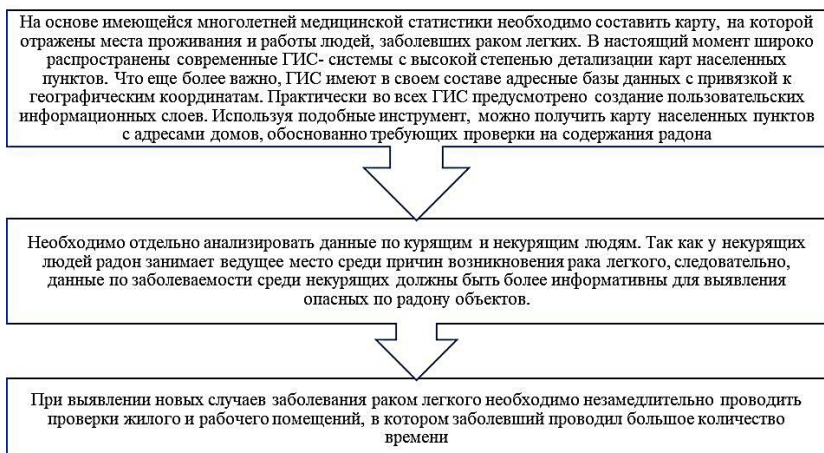 На основе имеющейся многолетней медицинской статистики необходимо составить карту, на которой
отражены места проживания и работы людей, заболевших раком легких. В настоящий момент широко
распространены современные ГИС- системы с высокой степенью детализации карт населенных
пунктов. Что еще более важно, ГИС имеют в своем составе адресные базы данных с привязкой к
географическим координатам. Практически во всех ГИС предусмотрено создание пользовательских
информационных слоев. Используя подобные инструмент, можно получить карту населенных пунктов
с адресами домов, обоснованно требующих проверки на содержания радона
Необходимо отдельно анализировать данные по курящим и некурящим людям. Так как у некурящих
людей радон занимает ведущее место среди причин возникновения рака легкого, следовательно,
данные по заболеваемости среди некурящих должны быть более информативны для выявления
опасных по радону объектов.
При выявлении новых случаев заболевания раком легкого необходимо незамедлительно проводить
проверки жилого и рабочего помещений, в котором заболевший проводил большое количество
времени